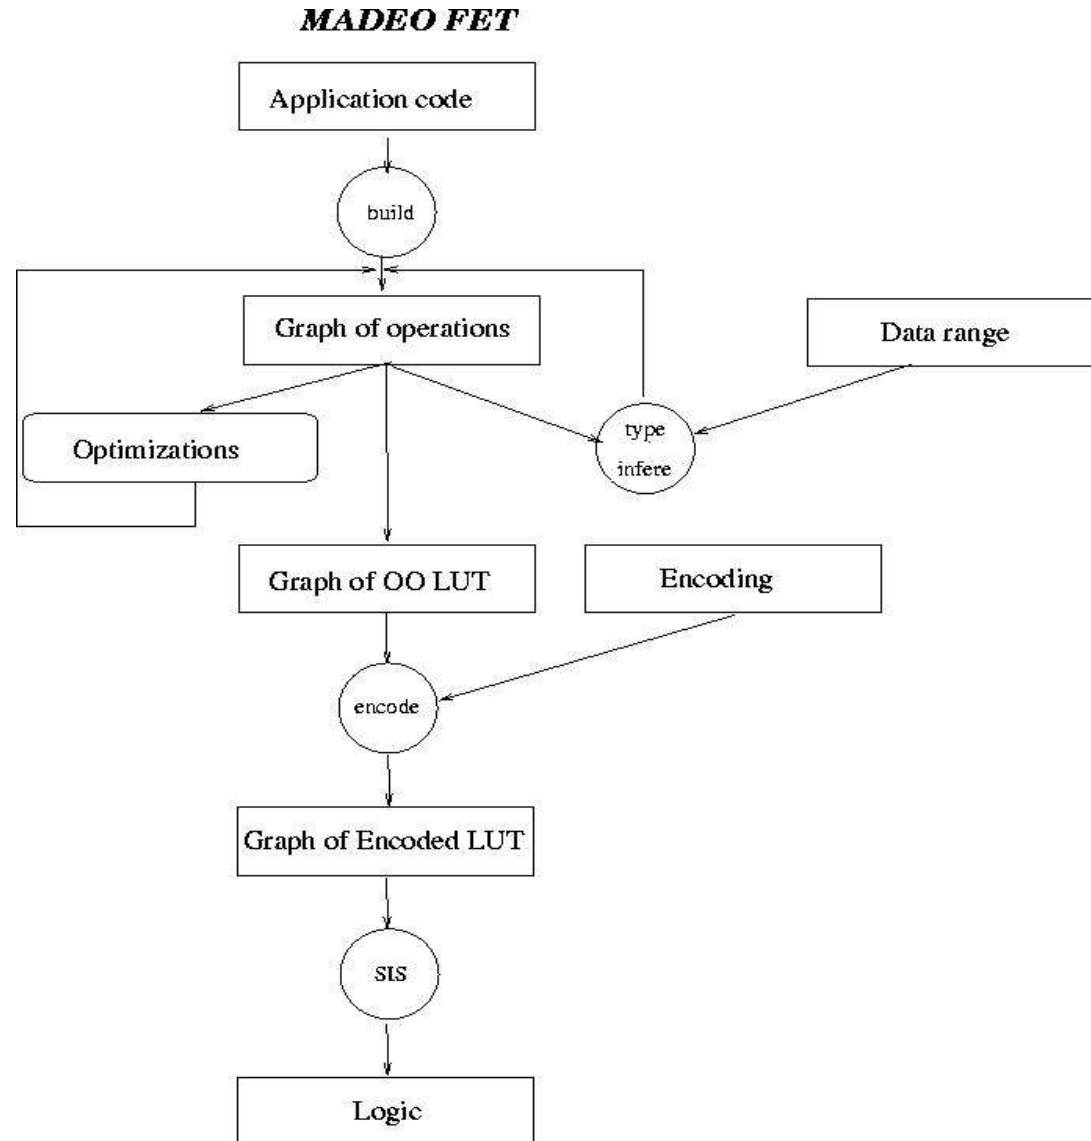 MADEO FET
Application code
build
Graph of operations
Data range
Optimizations
type
infere
Graph of OO LUT
Encoding
encode
Graph of Encoded LUT
SIS
Logic